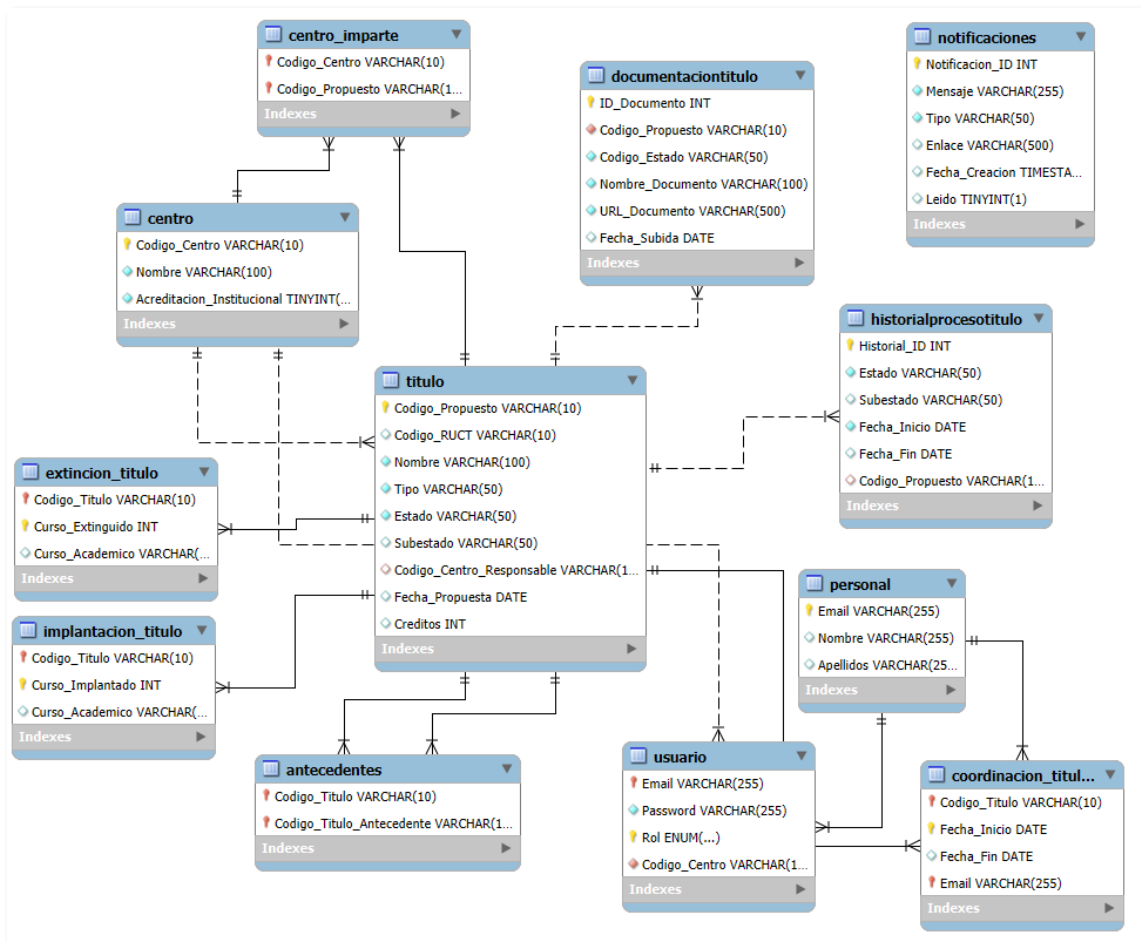 centro_imparte
Codigo_Centro VARCHAR(10)
Codigo_Propuesto VARCHAR(1...
Indexes
documentaciontitulo
ID_Documento INT
Codigo_Propuesto VARCHAR(10)
Codigo_Estado VARCHAR(50)
Nombre_Documento VARCHAR(100)
URL_Documento VARCHAR(500)
Fecha_Subida DATE
Indexes
notificaciones
Notificacion_ID INT
Mensaje VARCHAR(255)
Tipo VARCHAR(50)
Enlace VARCHAR(500)
Fecha_Creacion TIMESTA...
Leido TINYINT(1)
Indexes
centro
Codigo_Centro VARCHAR(10)
Nombre VARCHAR(100)
Acreditacion_Institucional TINYINT(...
Indexes
historialprocesotitulo
Historial_ID INT
Estado VARCHAR(50)
Subestado VARCHAR(50)
Fecha_Inicio DATE
Fecha_Fin DATE
Codigo_Propuesto VARCHAR(1...
Indexes
titulo
Codigo_Propuesto VARCHAR(10)
Codigo_RUCT VARCHAR(10)
Nombre VARCHAR(100)
Tipo VARCHAR(50)
Estado VARCHAR(50)
Subestado VARCHAR(50)
Codigo_Centro_Responsable VARCHAR(1...
Fecha_Propuesta DATE
Creditos INT
Indexes
extincion_titulo
Codigo_Titulo VARCHAR(10)
Curso_Extinguido INT
Curso_Academico VARCHAR(...
Indexes
implantacion_titulo
Codigo_Titulo VARCHAR(10)
Curso_Implantado INT
Curso_Academico VARCHAR(...
Indexes
personal
Email VARCHAR(255)
Nombre VARCHAR(255)
Apellidos VARCHAR(25...
Indexes
antecedentes
Codigo_Titulo VARCHAR(10)
Codigo_Titulo_Antecedente VARCHAR(1...
Indexes
usuario
Email VARCHAR(255)
Password VARCHAR(255)
Rol ENUM(...)
Codigo_Centro VARCHAR(1...
Indexes
coordinacion_titul...
Codigo_Titulo VARCHAR(10)
Fecha_Inicio DATE
Fecha_Fin DATE
Email VARCHAR(255)
Indexes